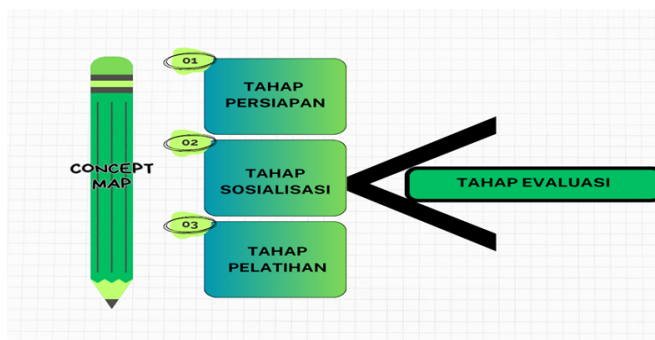 CONCEPT
MAP
01
TAHAP
PERSIAPAN
02
TAHAP
SOSIALISASI
03
TAHAP
PELATIHAN
TAHAP EVALUASI